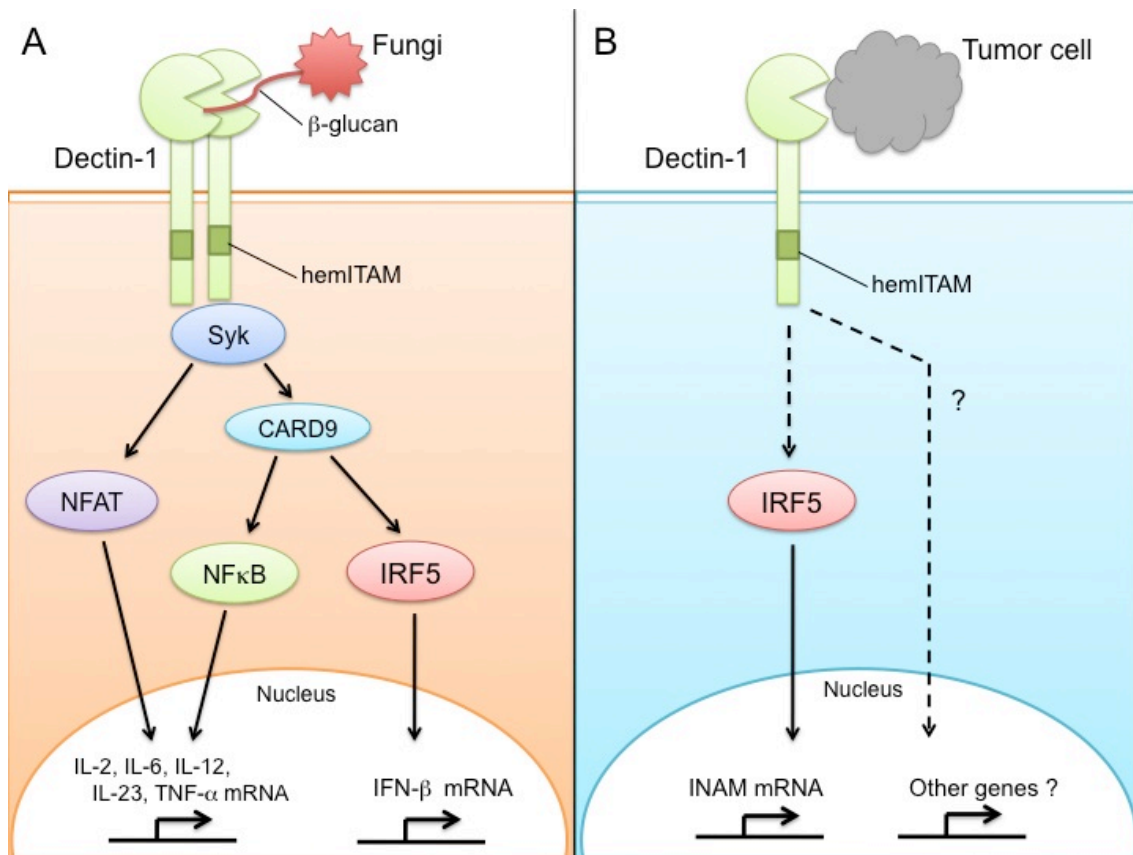 A
Fungi
β-glucan
Dectin-1
hemITAM
Syk
CARD9
NFAT
NFκB
IRF5
Nucleus
IL-2, IL-6, IL-12,
IL-23, TNF-α mRNA
IFN-β mRNA
B
Tumor cell
Dectin-1
hemITAM
?
IRF5
Nucleus
INAM mRNA
Other genes ?